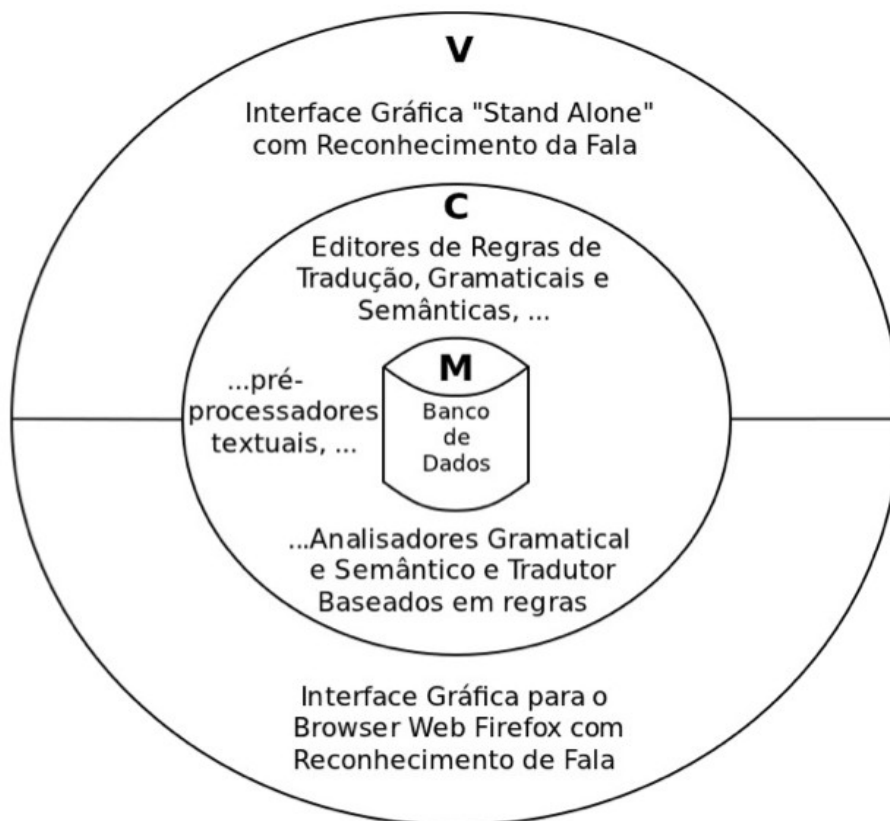 V
Interface Gráfica "Stand Alone"
com Reconhecimento da Fala
C
Editores de Regras de
Tradução, Gramaticais e
Semânticas, ...
...pré-
processadores
textuais, ...
M
Banco
de
Dados
...Analisadores Gramatical
e Semântico e Tradutor
Baseados em regras
Interface Gráfica para o
Browser Web Firefox com
Reconhecimento de Fala